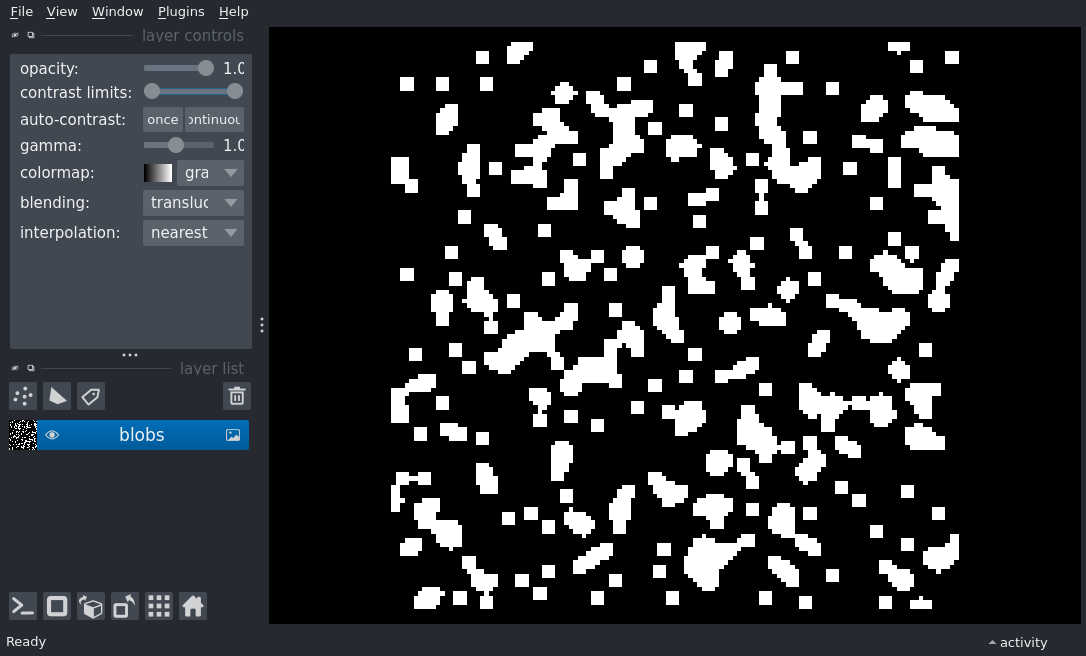 File View Window Plugins Help
layer controls
opacity: 1.0
contrast limits:
auto-contrast: once ontinuou
gamma: 1.0
colormap: gra
blending: transluc
interpolation: nearest
layer list
blobs
Ready
activity